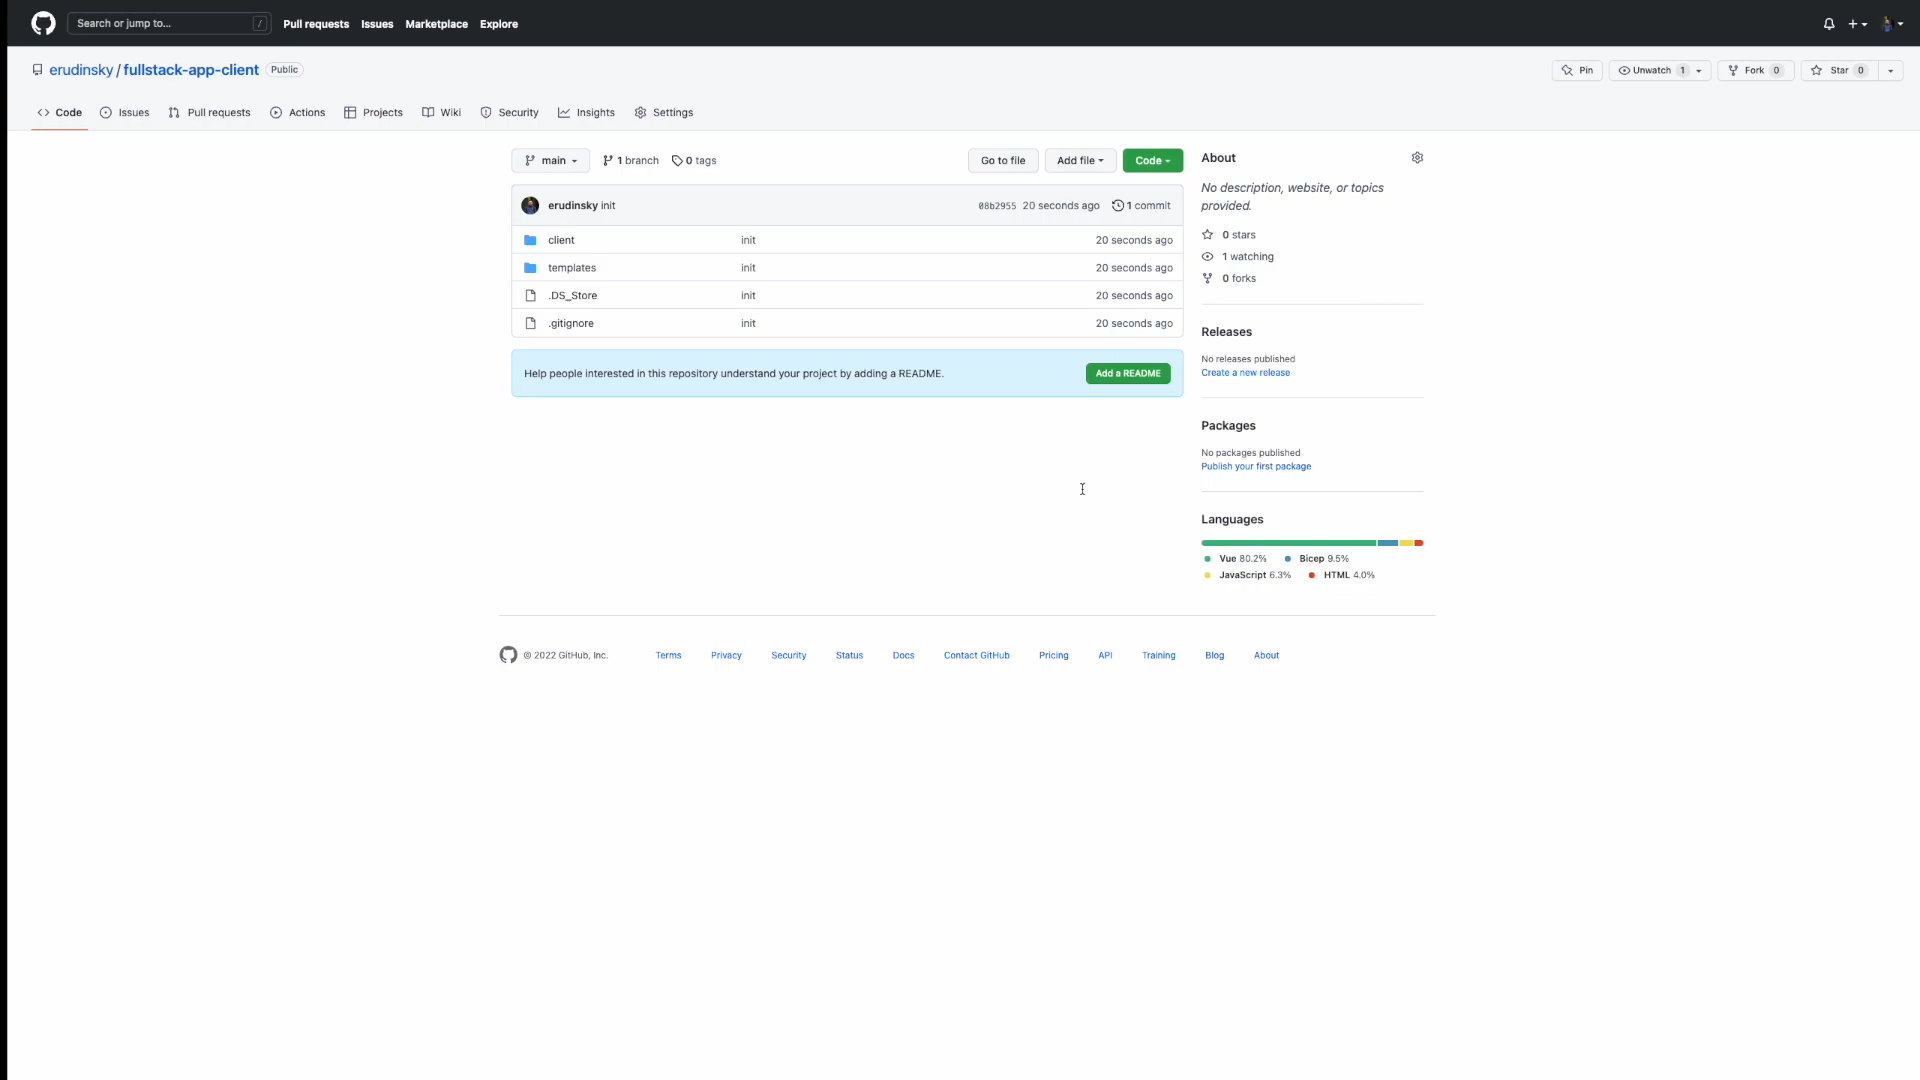 Search or jump to... /
Pull requests Issues Marketplace Explore
erudinsky / fullstack-app-client Public
Pin Unwatch 1 Fork 0 Star 0
Code Issues Pull requests Actions Projects Wiki Security Insights Settings
main 1 branch 0 tags Go to file Add file Code
erudinsky init 08b2955 20 seconds ago 1 commit
client init 20 seconds ago
templates init 20 seconds ago
.DS_Store init 20 seconds ago
.gitignore init 20 seconds ago
Help people interested in this repository understand your project by adding a README. Add a README
About
No description, website, or topics
provided.
0 stars
1 watching
0 forks
Releases
No releases published
Create a new release
Packages
No packages published
Publish your first package
Languages
Vue 80.2% Bicep 9.5%
JavaScript 6.3% HTML 4.0%
© 2022 GitHub, Inc. Terms Privacy Security Status Docs Contact GitHub Pricing API Training Blog About